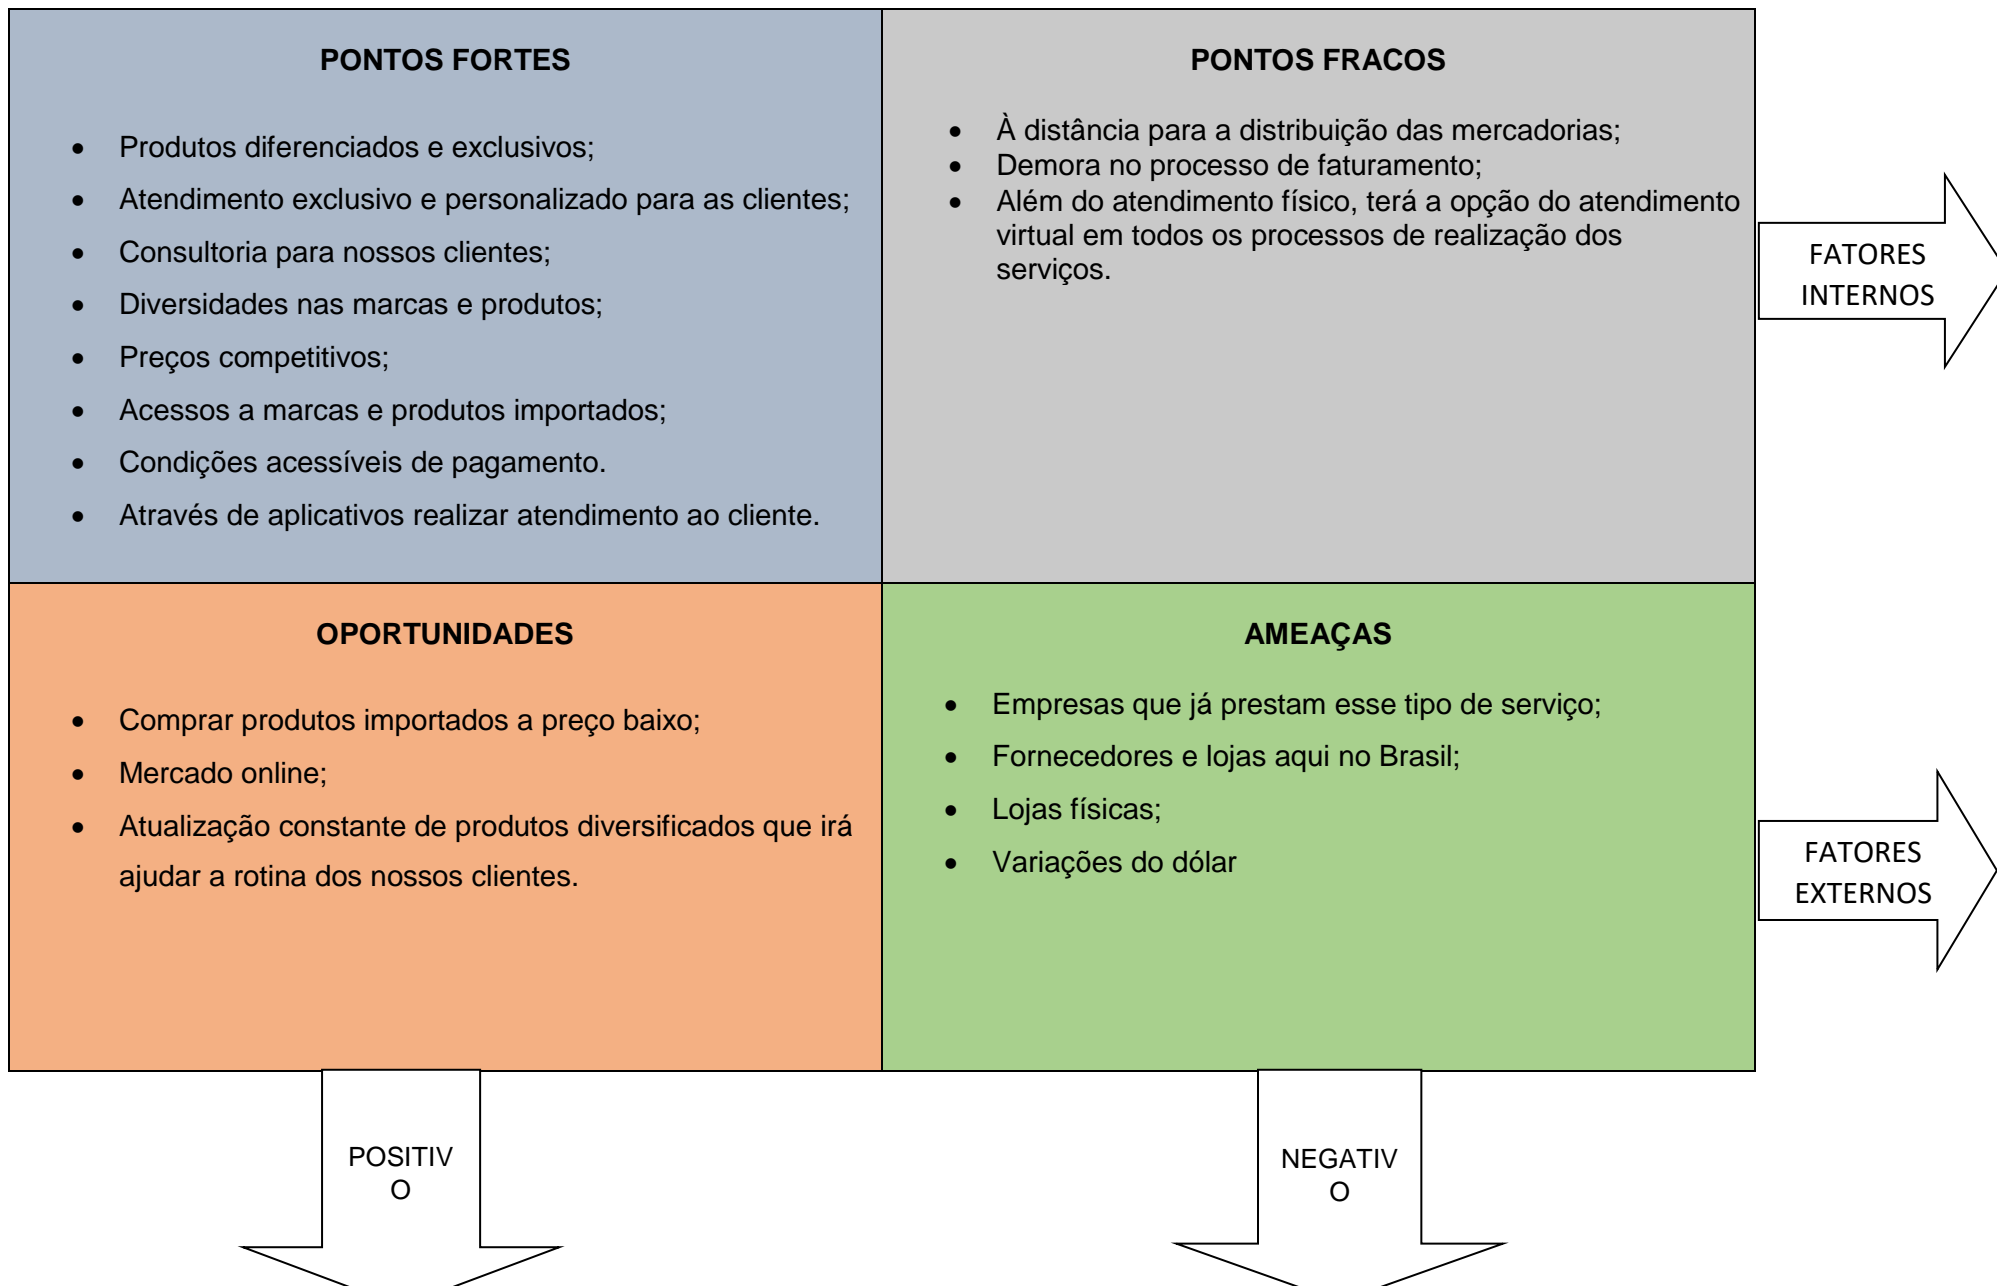 PONTOS FORTES
Produtos diferenciados e exclusivos;
Atendimento exclusivo e personalizado para as clientes;
Consultoria para nossos clientes;
Diversidades nas marcas e produtos;
Preços competitivos;
Acessos a marcas e produtos importados;
Condições acessíveis de pagamento.
Através de aplicativos realizar atendimento ao cliente.
PONTOS FRACOS
À distância para a distribuição das mercadorias;
Demora no processo de faturamento;
Além do atendimento físico, terá a opção do atendimento
virtual em todos os processos de realização dos
serviços.
FATORES
INTERNOS
OPORTUNIDADES
Comprar produtos importados a preço baixo;
Mercado online;
Atualização constante de produtos diversificados que irá
ajudar a rotina dos nossos clientes.
AMEAÇAS
Empresas que já prestam esse tipo de serviço;
Fornecedores e lojas aqui no Brasil;
Lojas físicas;
Variações do dólar
FATORES
EXTERNOS
POSITIV
O
NEGATIV
O